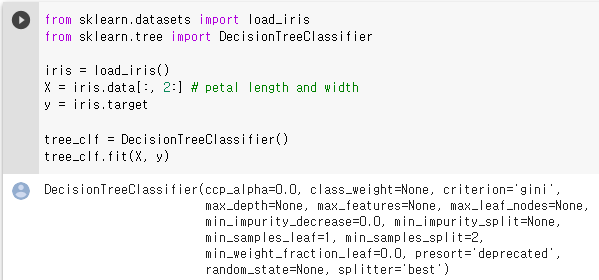 from sklearn.datasets import load_iris
from sklearn.tree import DecisionTreeClassifier

iris = load_iris()
X = iris.data[:, 2:] # petal length and width
y = iris.target

tree_clf = DecisionTreeClassifier()
tree_clf.fit(X, y)

DecisionTreeClassifier(ccp_alpha=0.0, class_weight=None, criterion='gini',
                       max_depth=None, max_features=None, max_leaf_nodes=None,
                       min_impurity_decrease=0.0, min_impurity_split=None,
                       min_samples_leaf=1, min_samples_split=2,
                       min_weight_fraction_leaf=0.0, presort='deprecated',
                       random_state=None, splitter='best')